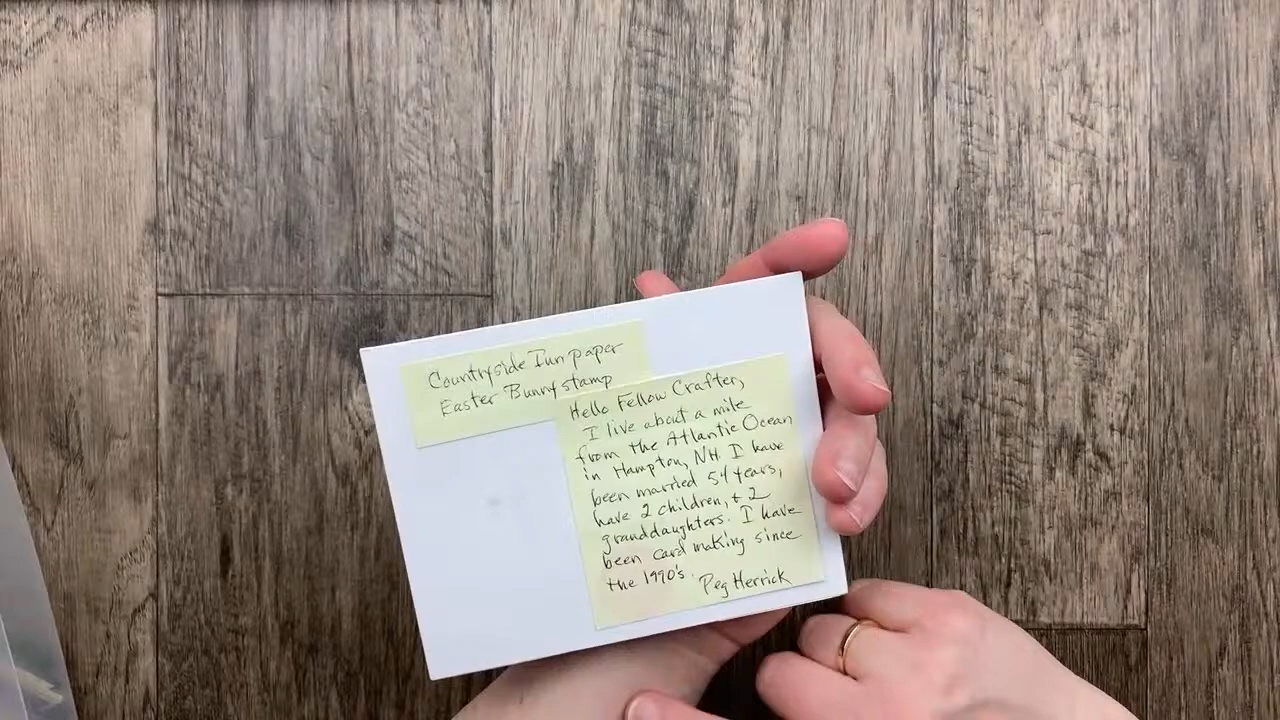 Countryside Inn paper
Easter Bunny stamp
Hello Fellow Crafter,
I live about a mile
from the Atlantic Ocean
in Hampton, NH. I have
been married 54 years,
have 2 children, & 2
granddaughters. I have
been card making since
the 1990's. Peg Herrick